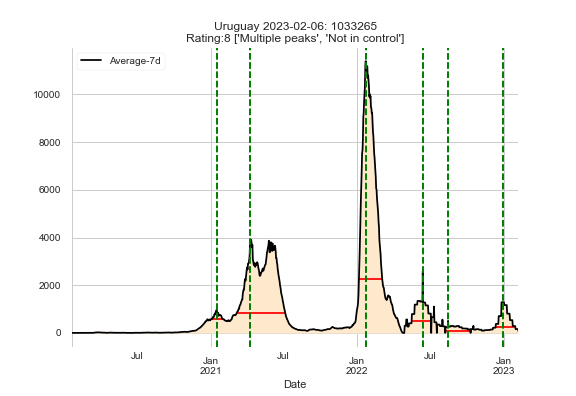 Uruguay 2023-02-06: 1033265
Rating:8 ['Multiple peaks', 'Not in control']
Average-7d
10000
8000
6000
4000
2000
0
Jul
Jan
2021
Jul
Jan
2022
Jul
Jan
2023
Date